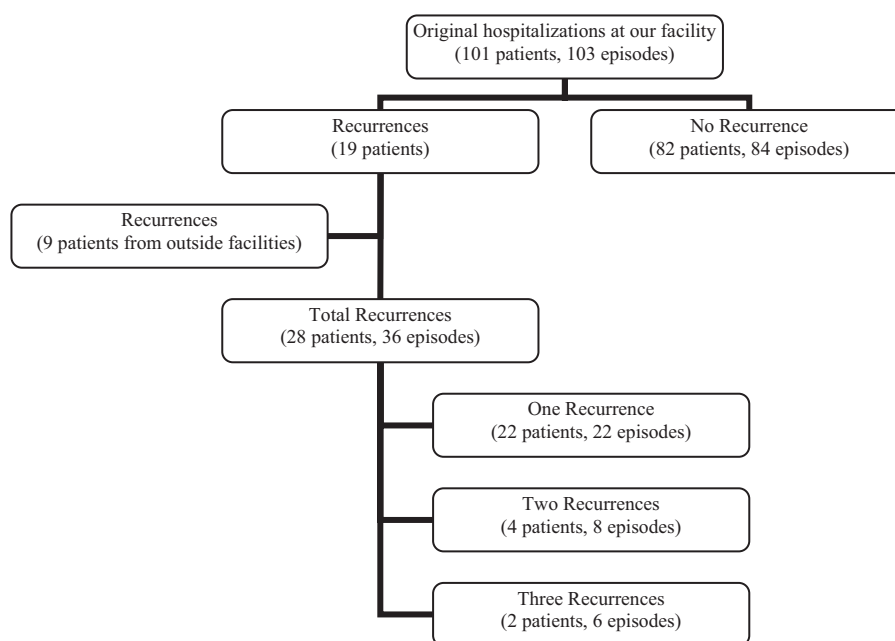 Original hospitalizations at our facility
(101 patients, 103 episodes)
Recurrences
(19 patients)
No Recurrence
(82 patients, 84 episodes)
Recurrences
(9 patients from outside facilities)
Total Recurrences
(28 patients, 36 episodes)
One Recurrence
(22 patients, 22 episodes)
Two Recurrences
(4 patients, 8 episodes)
Three Recurrences
(2 patients, 6 episodes)